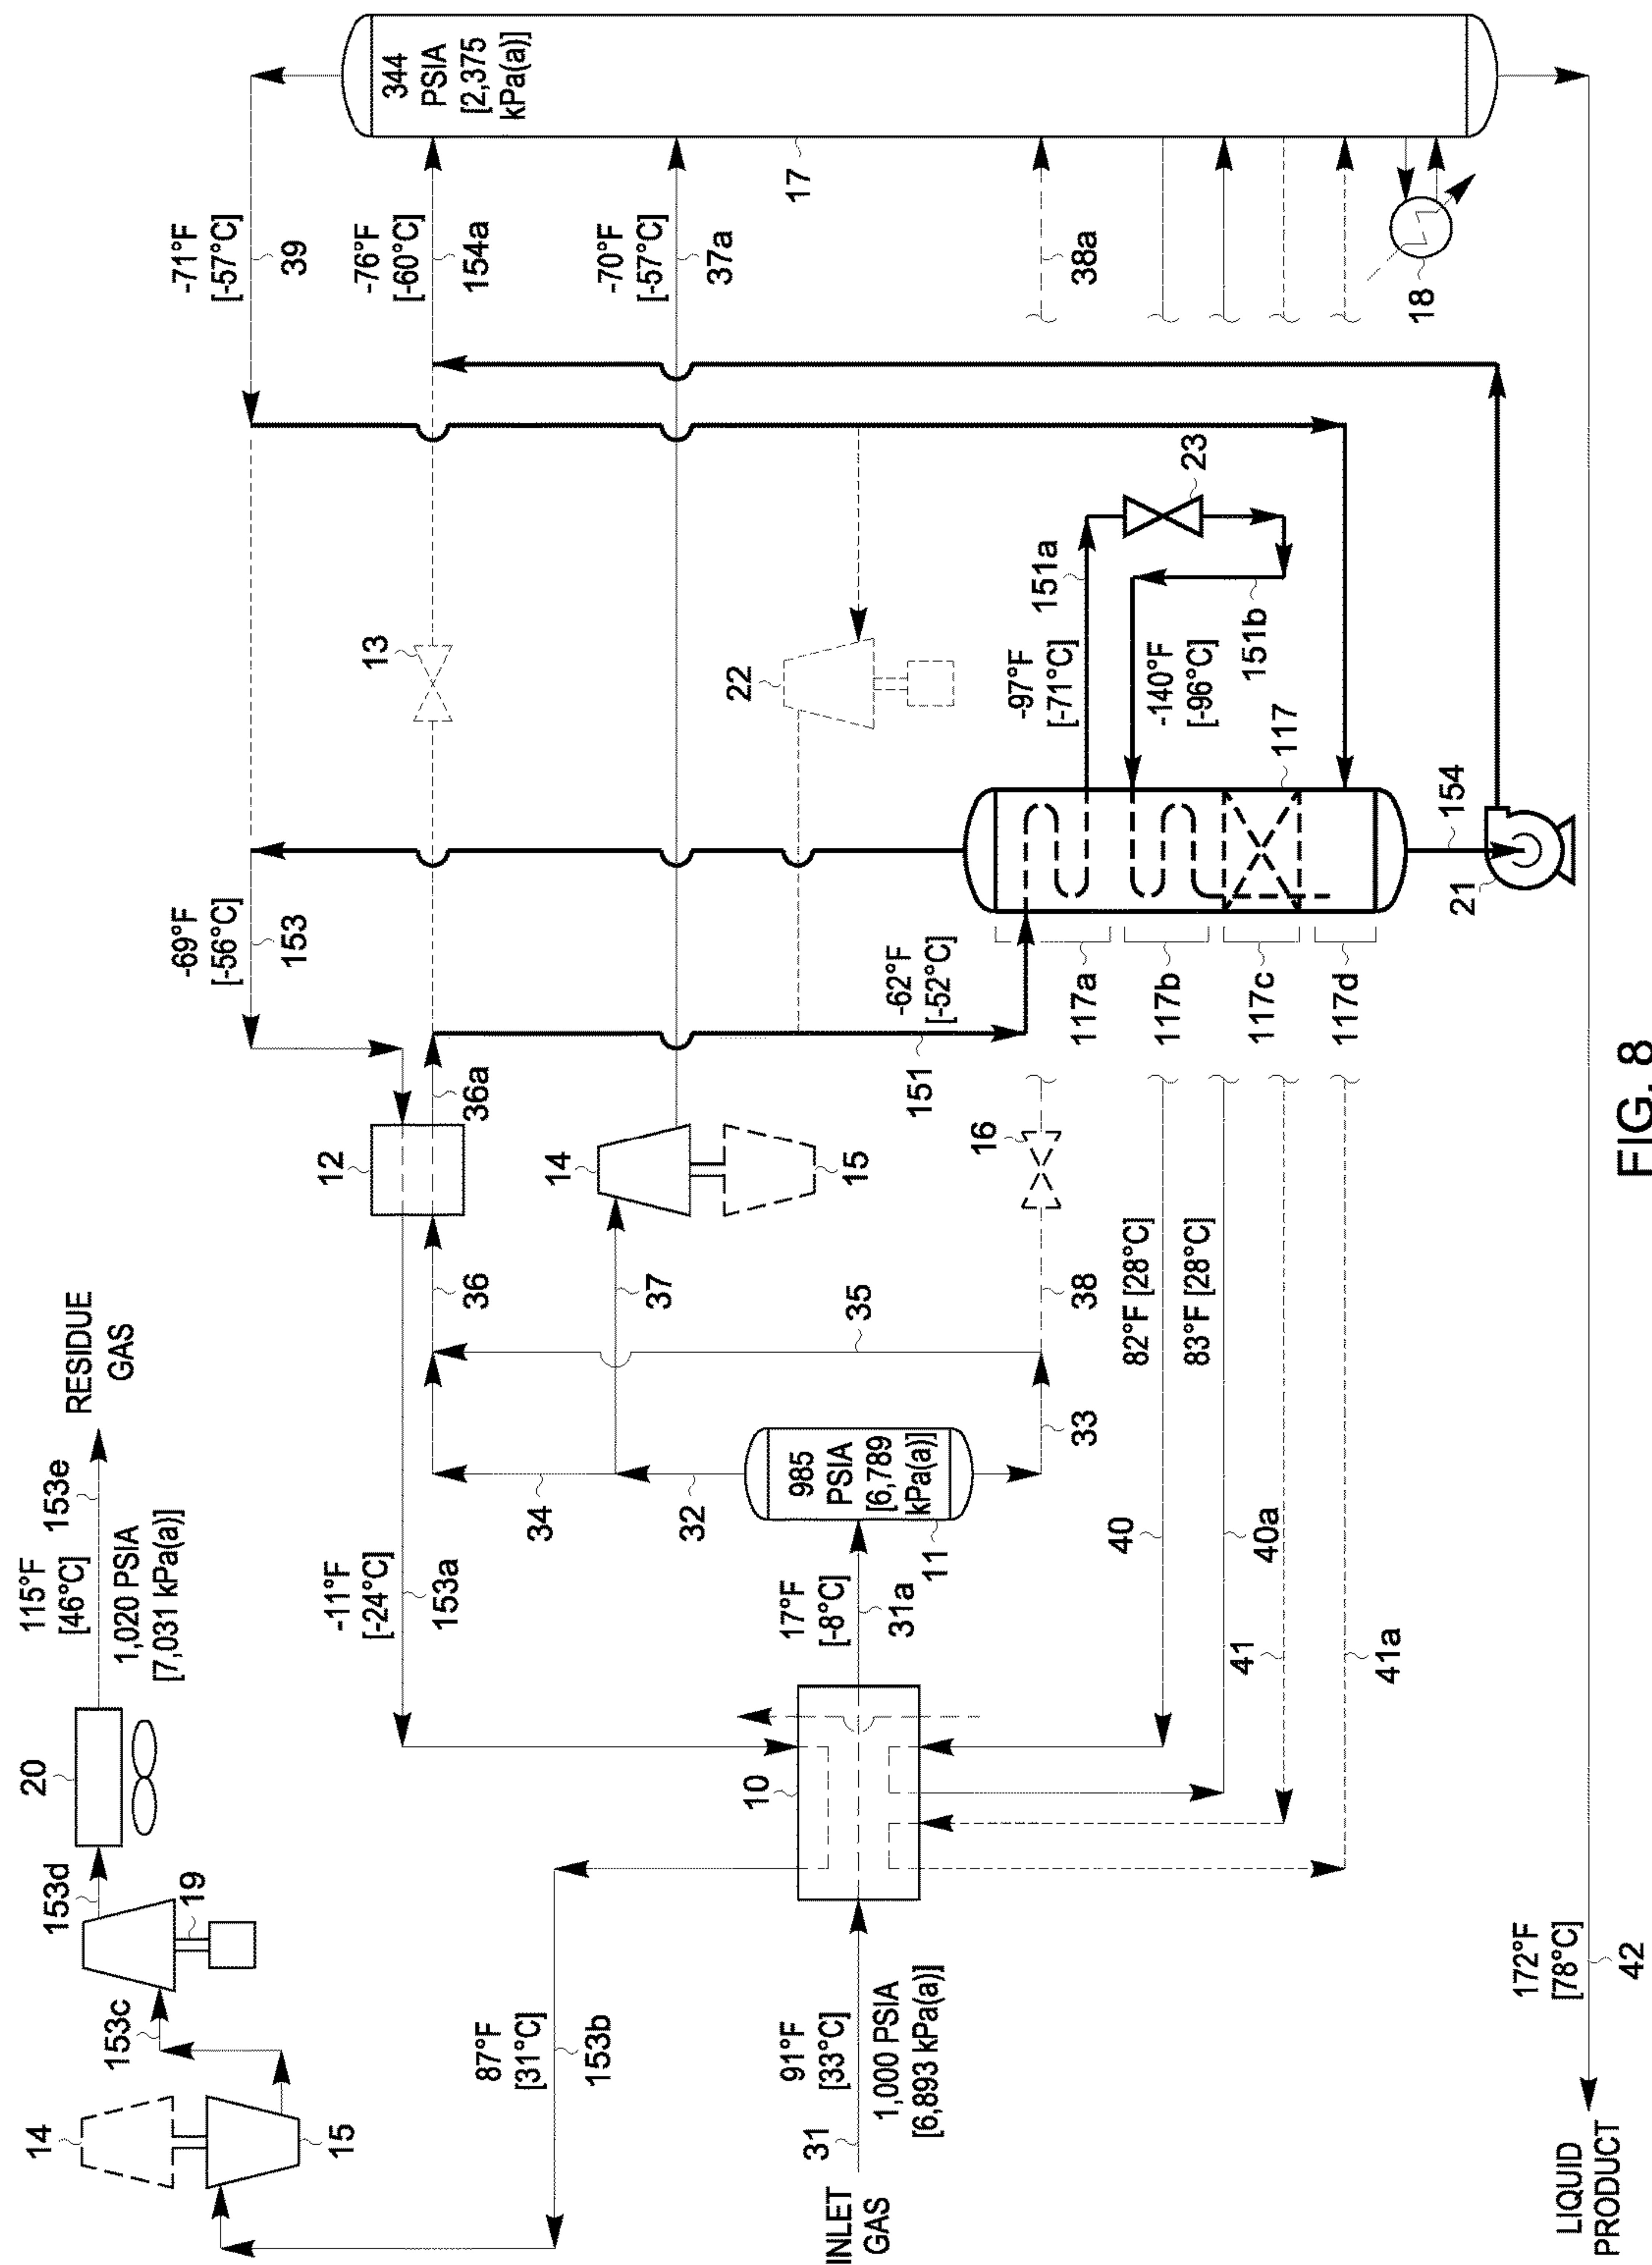 14
15
153c
19
153d
20
115°F
[46°C]
153e
RESIDUE
GAS
1,020 PSIA
[7,031 kPa(a)]
-11°F
[-24°C]
153a
12
36
36a
-69°F
[-56°C]
153
13
-71°F
[-57°C]
39
-76°F
[-60°C]
154a
344
PSIA
[2,375
kPa(a)]
87°F
[31°C]
153b
34
37
14
15
-70°F
[-57°C]
37a
22
17
INLET
GAS
31
91°F
[33°C]
1,000 PSIA
[6,893 kPa(a)]
10
17°F
[-8°C]
31a
32
985
PSIA
[6,789
kPa(a)]
11
35
33
38
16
151
-62°F
[-52°C]
-97°F
[-71°C]
151a
23
-140°F
[-96°C]
151b
117
38a
117a
117b
117c
117d
40
82°F [28°C]
40a
83°F [28°C]
41
41a
18
21
154
172°F
[78°C]
42
LIQUID
PRODUCT
FIG. 8